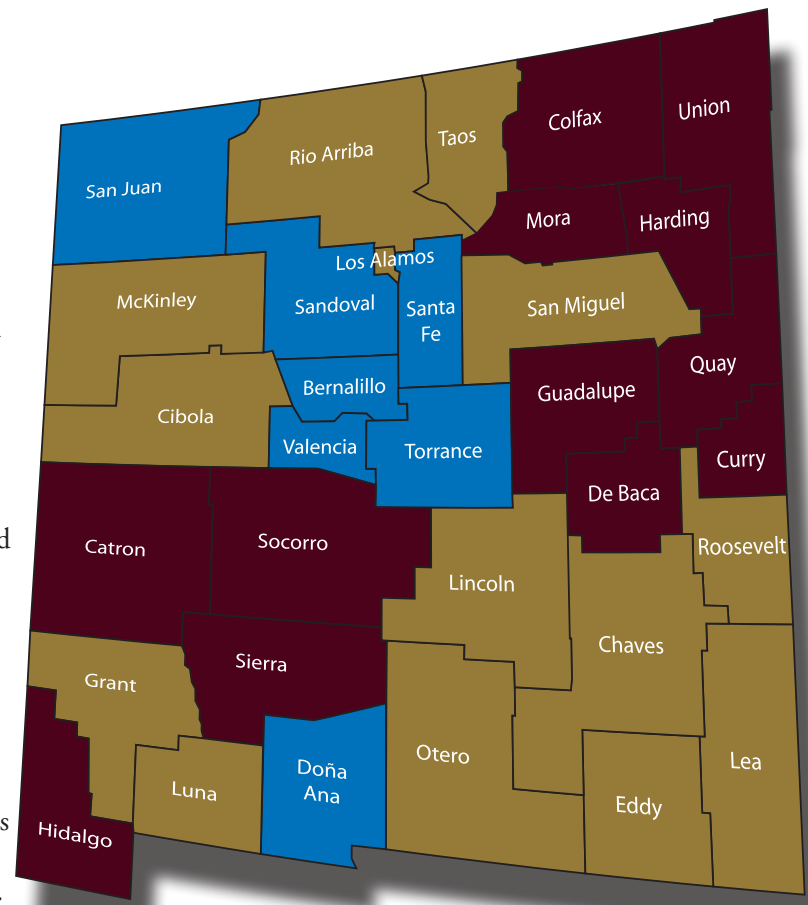 Colfax
Union
Rio Arriba
Taos
San Juan
Mora
Harding
Los Alamos
McKinley
Sandoval
Santa
Fe
San Miguel
Quay
Bernalillo
Guadalupe
Cibola
Valencia
Torrance
Curry
De Baca
d
Catron
Socorro
Roosevelt
Lincoln
Chaves
Sierra
Grant
Otero
Lea
Doña
Ana
Luna
Eddy
s
Hidalgo